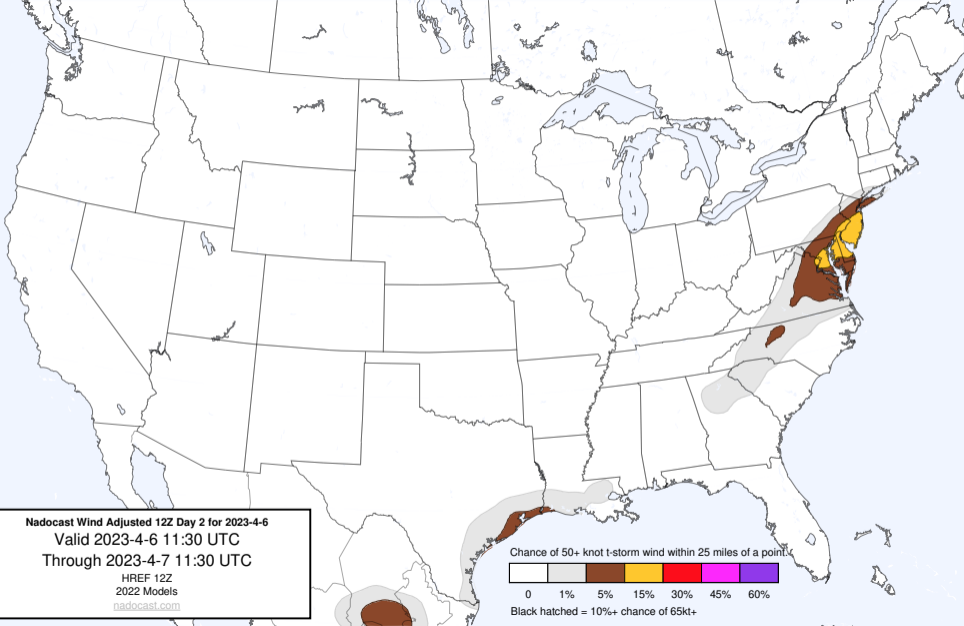 Nadocast Wind Adjusted 12Z Day 2 for 2023-4-6
Valid 2023-4-6 11:30 UTC
Through 2023-4-7 11:30 UTC
HREF 12Z
2022 Models
nadocast.com
Chance of 50+ knot t-storm wind within 25 miles of a point.
0 1% 5% 15% 30% 45% 60%
Black hatched = 10%+ chance of 65kt+